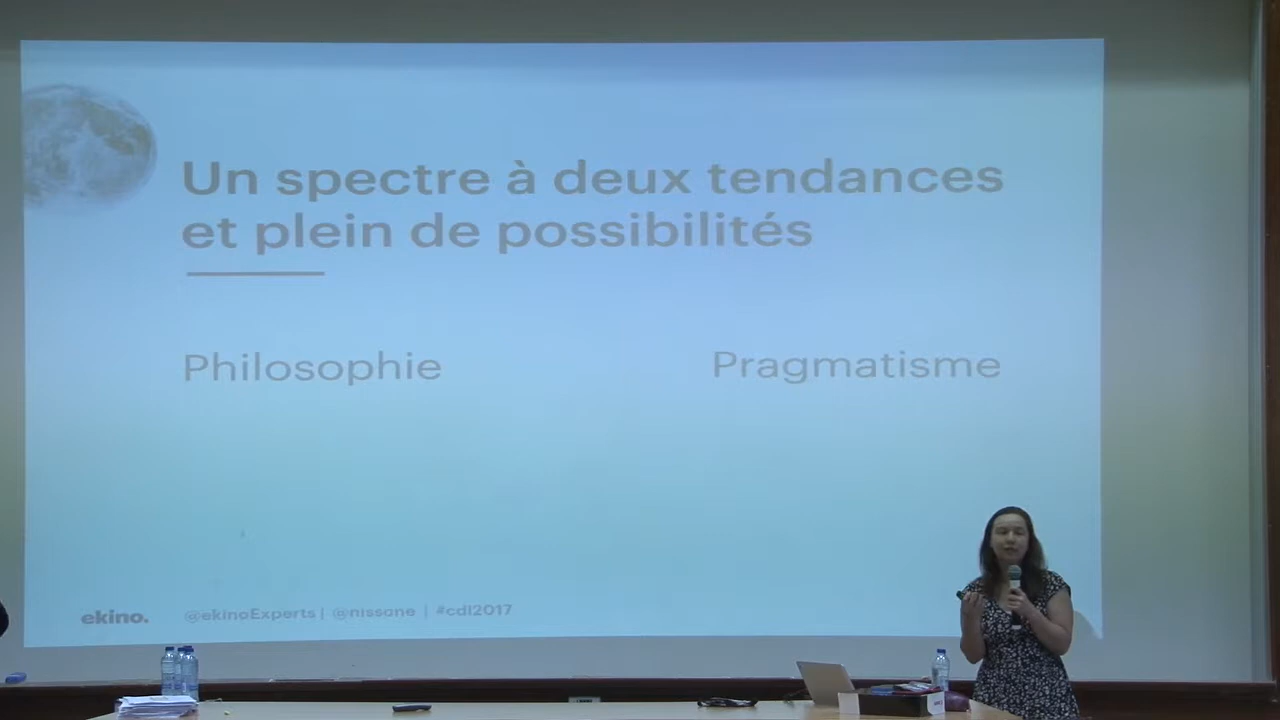 Un spectre à deux tendances
et plein de possibilités
Philosophie
Pragmatisme
ekino.
@ekinoExperts | @nissone | #cdl2017